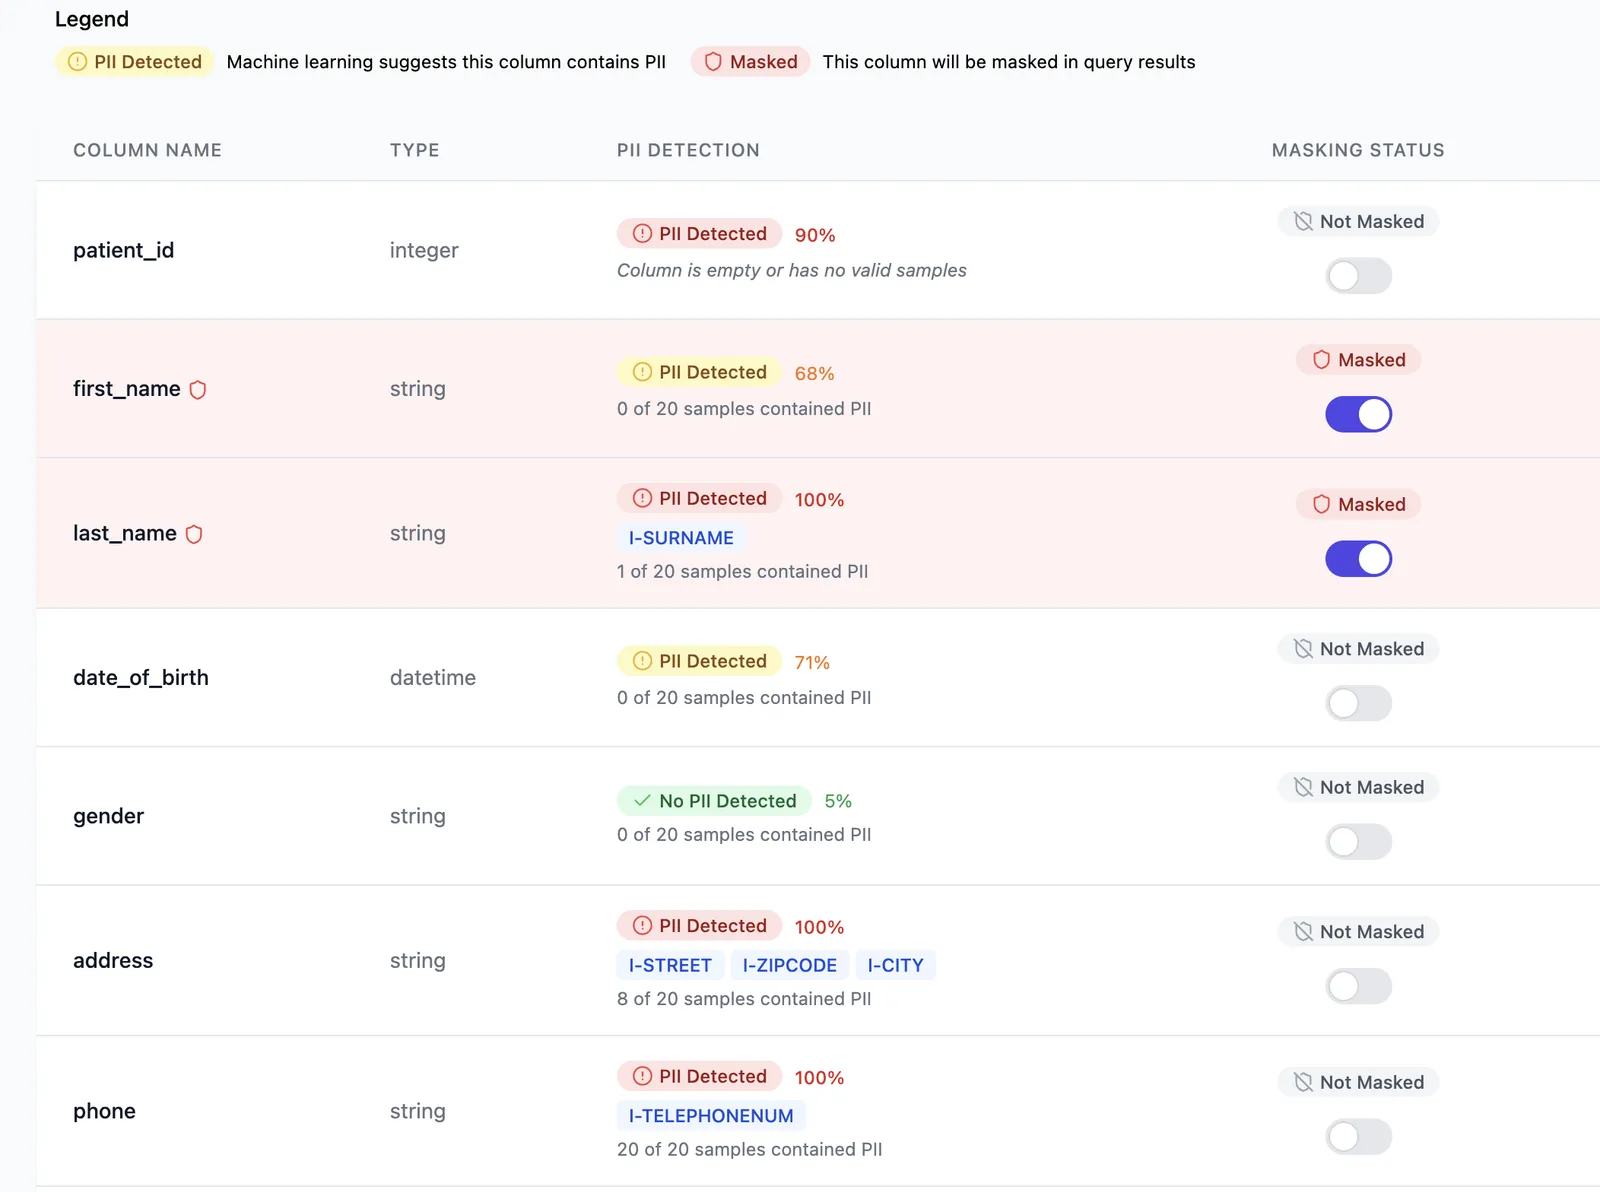 Legend
PII Detected Machine learning suggests this column contains PII Masked This column will be masked in query results
COLUMN NAME TYPE PII DETECTION MASKING STATUS
patient_id integer PII Detected 90% Not Masked
Column is empty or has no valid samples
first_name string PII Detected 68% Masked
0 of 20 samples contained PII
last_name string PII Detected 100% Masked
I-SURNAME
1 of 20 samples contained PII
date_of_birth datetime PII Detected 71% Not Masked
0 of 20 samples contained PII
gender string No PII Detected 5% Not Masked
0 of 20 samples contained PII
address string PII Detected 100% Not Masked
I-STREET I-ZIPCODE I-CITY
8 of 20 samples contained PII
phone string PII Detected 100% Not Masked
I-TELEPHONENUM
20 of 20 samples contained PII